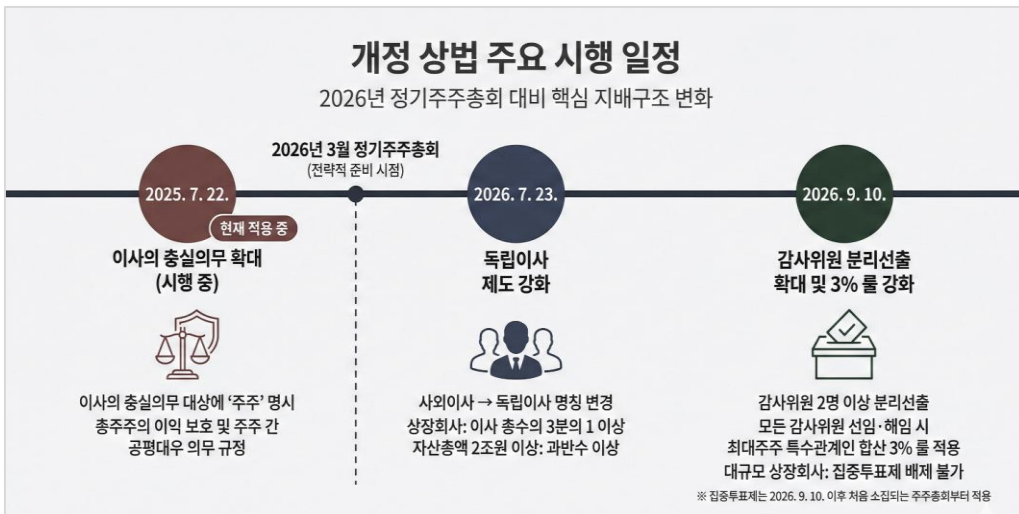 개정 상법 주요 시행 일정
2026년 정기주주총회 대비 핵심 지배구조 변화
2026년 3월 정기주주총회
(전략적 준비 시점)
2025. 7. 22.
현재 적용 중
이사의 충실의무 확대
(시행 중)
이사의 충실의무 대상에 ‘주주’ 명시
총주주의 이익 보호 및 주주 간
공평대우 의무 규정
2026. 7. 23.
독립이사
제도 강화
사외이사 → 독립이사 명칭 변경
상장회사: 이사 총수의 3분의 1 이상
자산총액 2조원 이상: 과반수 이상
2026. 9. 10.
감사위원 분리선출
확대 및 3% 룰 강화
감사위원 2명 이상 분리선출
모든 감사위원 선임·해임 시
최대주주 특수관계인 합산 3% 룰 적용
대규모 상장회사: 집중투표제 배제 불가
※ 집중투표제는 2026. 9. 10. 이후 처음 소집되는 주주총회부터 적용